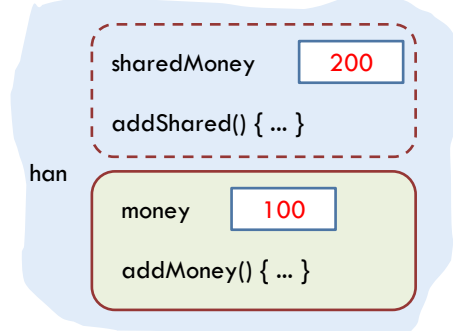 sharedMoney 200
addShared() { ... }
han
money 100
addMoney() { ... }